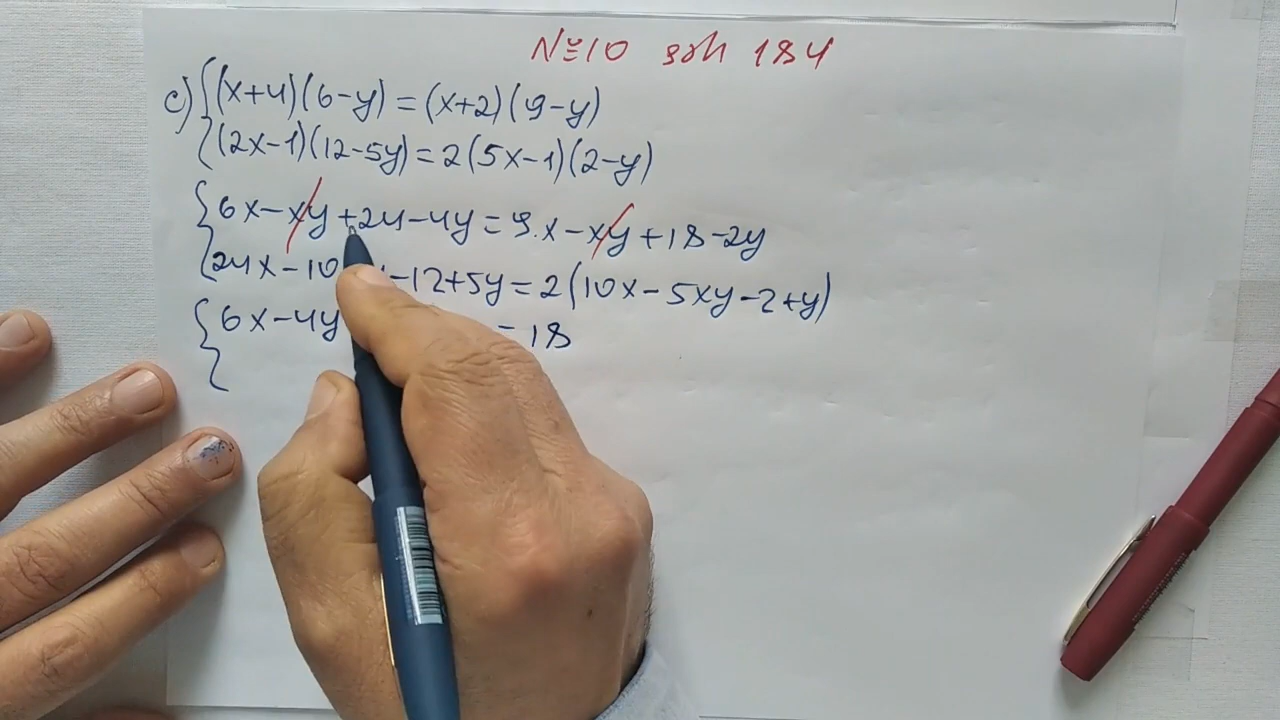 №10 səh 184
c) (x+4)(6-y)=(x+2)(9-y)
(2x-1)(12-5y)=2(5x-1)(2-y)
6x-xy+24-4y=9x-xy+18-2y
24x-10 -12+5y=2(10x-5xy-2+y)
6x-4y =18